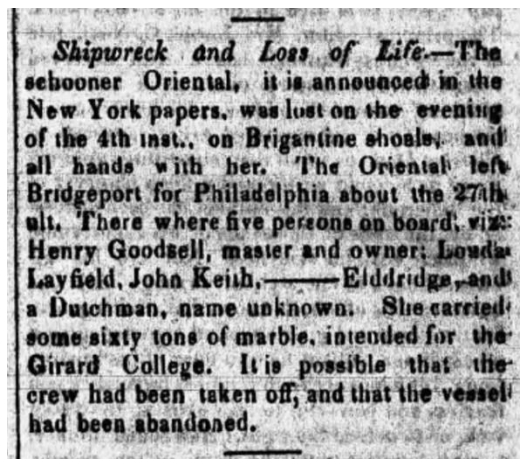 Shipwreck and Loss of Life.—The
schooner Oriental, it is announced in the
New York papers, was lost on the evening
of the 4th inst., on Brigantine shoals, and
all hands with her. The Oriental left
Bridgeport for Philadelphia about the 27th
ult. There where five persons on board, viz:
Henry Goodsell, master and owner; Louda
Layfield, John Keith,——Elddridge, and
a Dutchman, name unknown. She carried
some sixty tons of marble, intended for the
Girard College. It is possible that the
crew had been taken off, and that the vessel
had been abandoned.